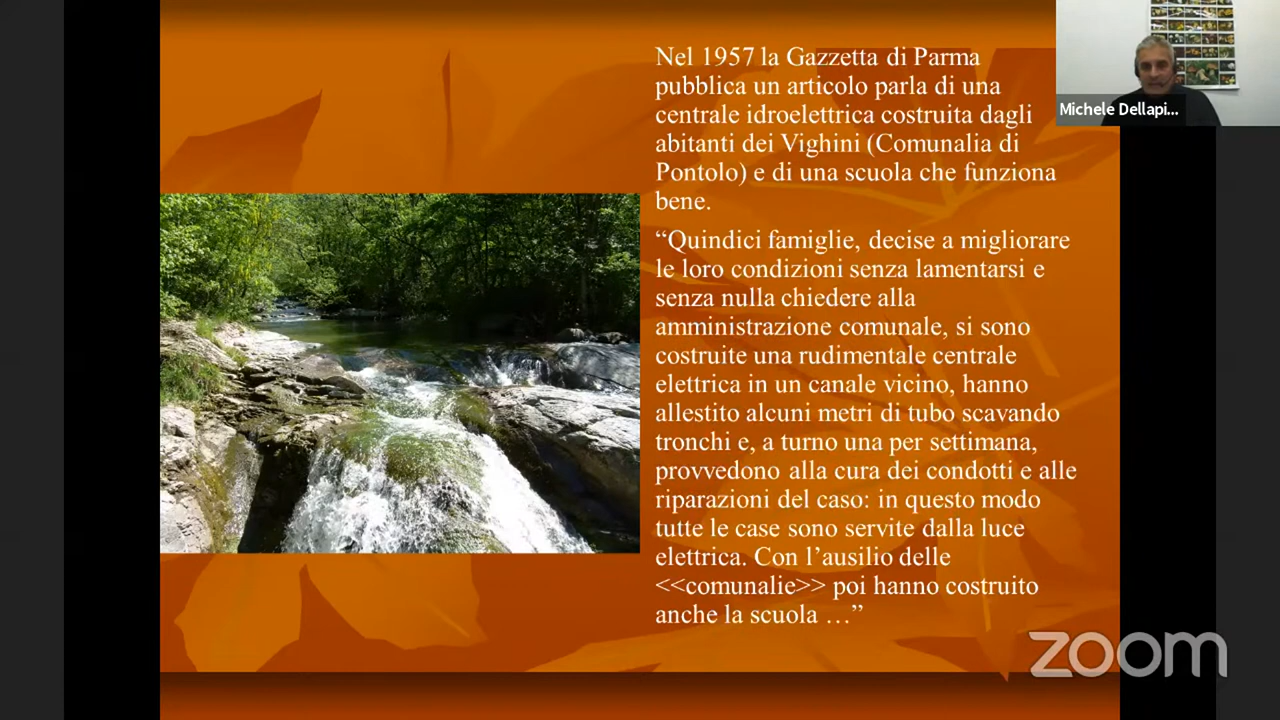 Nel 1957 la Gazzetta di Parma
pubblica un articolo parla di una
centrale idroelettrica costruita dagli
abitanti dei Vighini (Comunalia di
Pontolo) e di una scuola che funziona
bene.
“Quindici famiglie, decise a migliorare
le loro condizioni senza lamentarsi e
senza nulla chiedere alla
amministrazione comunale, si sono
costruite una rudimentale centrale
elettrica in un canale vicino, hanno
allestito alcuni metri di tubo scavando
tronchi e, a turno una per settimana,
provvedono alla cura dei condotti e alle
riparazioni del caso: in questo modo
tutte le case sono servite dalla luce
elettrica. Con l’ausilio delle
<<comunalie>> poi hanno costruito
anche la scuola …”
Michele Dellapi...
zoom